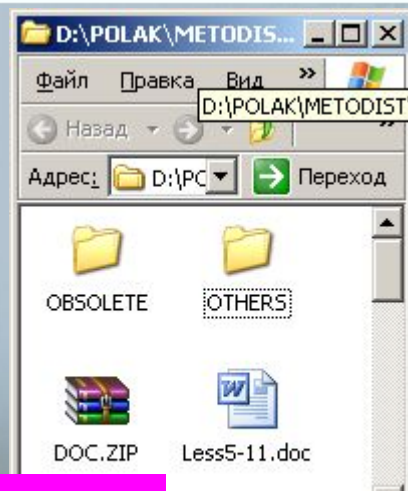 D:\POLAK\METODIS...
Файл Правка Вид »
D:\POLAK\METODIST
Назад »
Адрес: D:\PC Переход
OBSOLETE OTHERS
DOC.ZIP Less5-11.doc